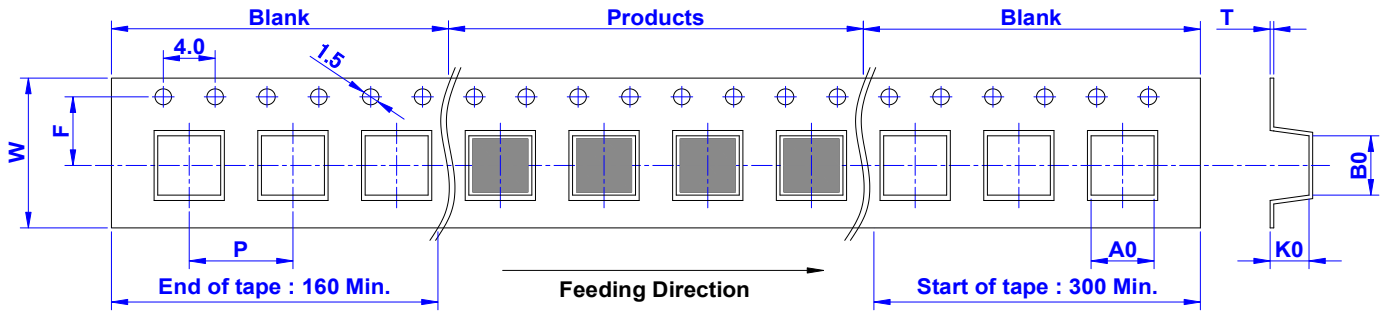 Blank
Products
Blank
T
4.0
1.5
F
W
B0
P
A0
K0
End of tape : 160 Min.
Feeding Direction
Start of tape : 300 Min.